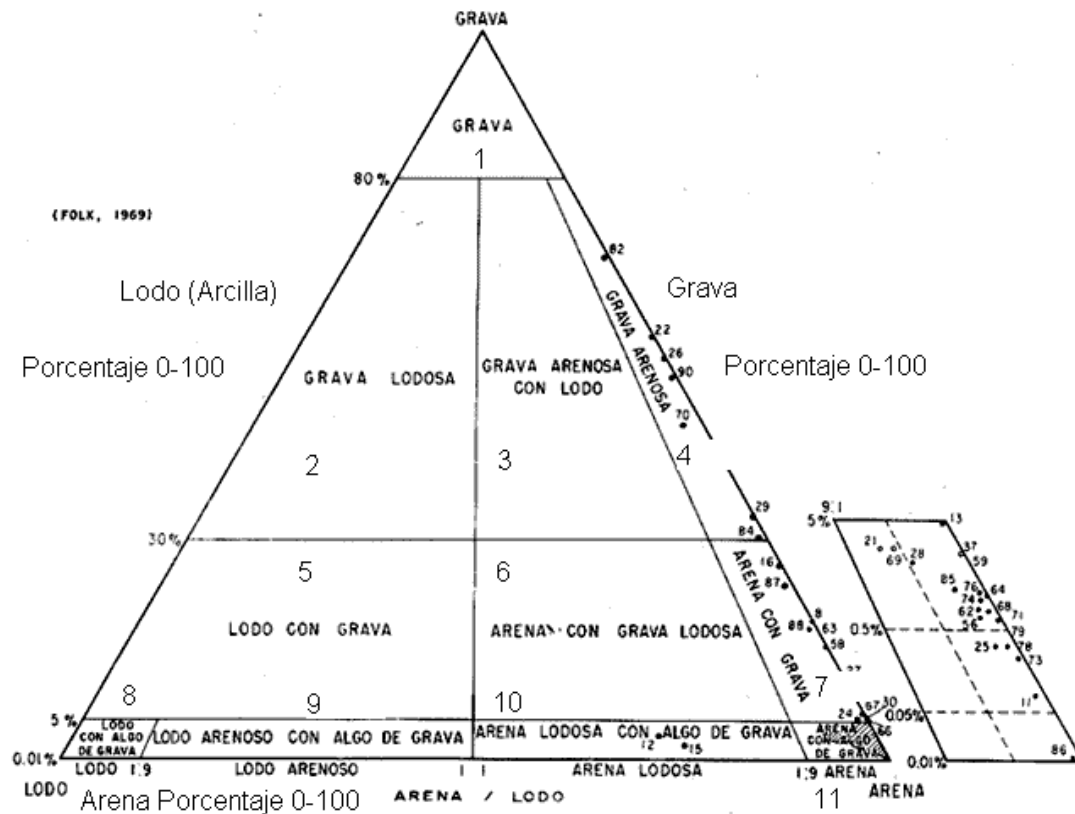 GRAVA
GRAVA
1
80%
(FOLK, 1969)
82
Lodo (Arcilla)
Grava
GRAVA ARENOSA
22
26
Porcentaje 0-100
90
Porcentaje 0-100
GRAVA LODOSA
GRAVA ARENOSA
CON LODO
70
2
3
4
29
84
30%
5
6
16
87
ARENA CON GRAVA
LODO CON GRAVA
ARENA CON GRAVA LODOSA
8
88
63
58
7
8
9
10
30
67
24
66
5%
LODO
CON ALGO
DE GRAVA
LODO ARENOSO CON ALGO DE GRAVA
ARENA LODOSA CON ALGO DE GRAVA
12
15
ARENA
CON ALGO
DE GRAVA
0.01%
LODO 1:9
LODO ARENOSO
1:1
ARENA LODOSA
1:9 ARENA
LODO
Arena Porcentaje 0-100
ARENA / LODO
11
ARENA
9:1
5%
13
21
69
28
37
59
85
76
64
74
62
68
56
71
0.5%
79
25
78
73
11
0.05%
0.01%
86